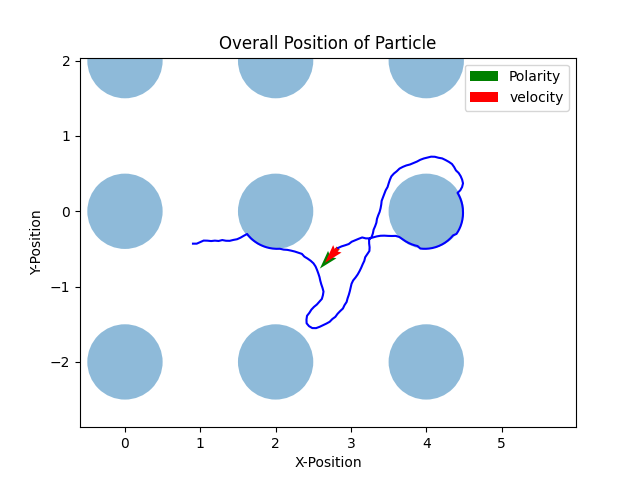 Overall Position of Particle
Polarity
velocity
2
1
0
−1
−2
Y-Position
0 1 2 3 4 5
X-Position